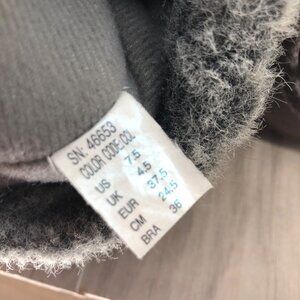 SN: 46653
COLOR CODE COL.
US 7.5
UK 4.5
EUR 37.5
CM 24.5
BRA 36